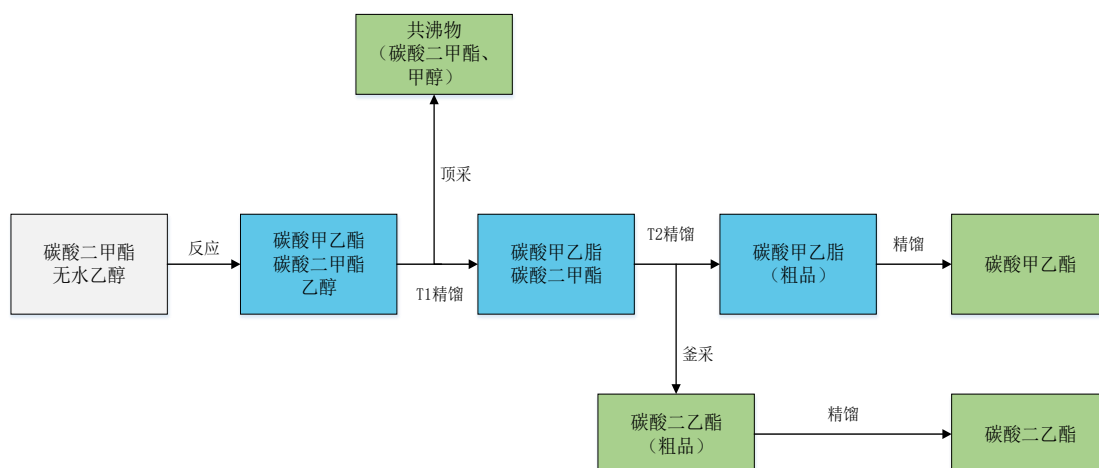 共沸物
（碳酸二甲酯、
甲醇）
顶采
碳酸二甲酯
无水乙醇
反应
碳酸甲乙酯
碳酸二甲酯
乙醇
T1精馏
碳酸甲乙脂
碳酸二甲酯
T2精馏
碳酸甲乙脂
（粗品）
精馏
碳酸甲乙酯
釜采
碳酸二乙酯
（粗品）
精馏
碳酸二乙酯